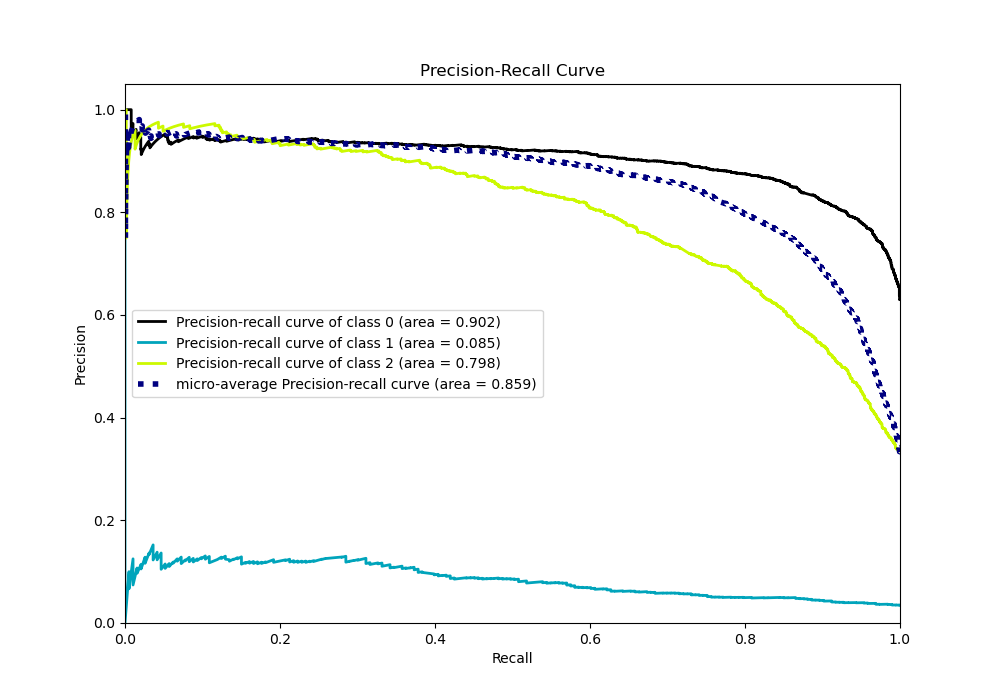 Precision-Recall Curve
1.0
0.8
0.6
0.4
0.2
0.0
Precision
Precision-recall curve of class 0 (area = 0.902)
Precision-recall curve of class 1 (area = 0.085)
Precision-recall curve of class 2 (area = 0.798)
micro-average Precision-recall curve (area = 0.859)
0.0 0.2 0.4 0.6 0.8 1.0
Recall